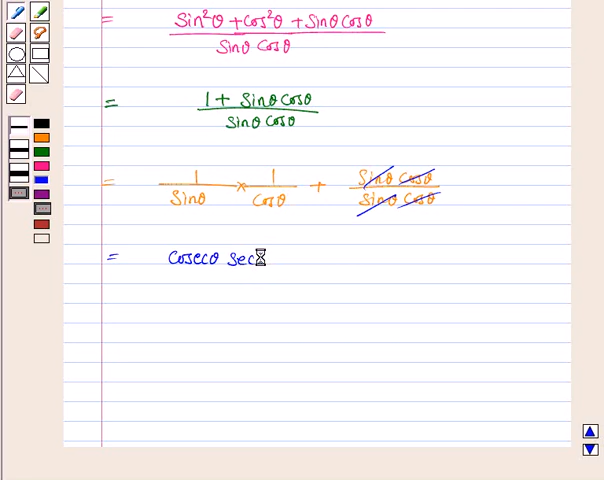 = Sin²θ + Cos²θ + Sinθ Cosθ / Sinθ Cosθ
= 1 + Sinθ Cosθ / Sinθ Cosθ
= 1 / Sinθ × 1 / Cosθ + Sinθ Cosθ / Sinθ Cosθ
= Cosecθ Sec